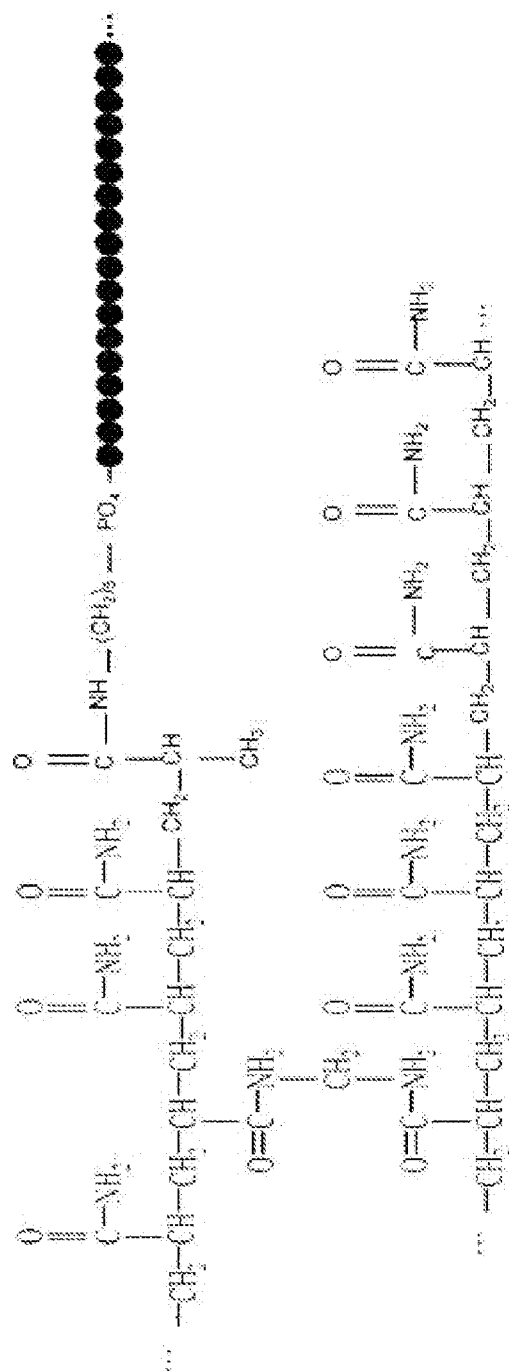 O O O O
C–NH₂ C–NH₂ C–NH₂ C–NH–(CH₂)₆–PO₄– ...
... –CH₂–CH–CH₂–CH–CH₂–CH–CH₂–CH–CH₂–CH
CH₃
O=C–NH₂
CH₂ O O O O O O
O=C–NH₂ C–NH₂ C–NH₂ C–NH₂ C–NH₂ C–NH₂ C–NH₂
... –CH₂–CH–CH₂–CH–CH₂–CH–CH₂–CH–CH₂–CH–CH₂–CH–CH₂–CH ...